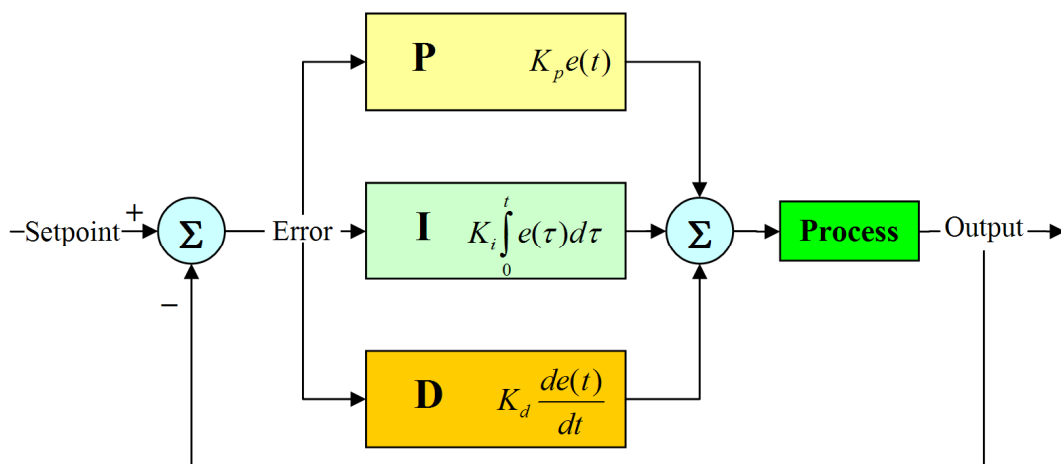 P K_p e(t)
–Setpoint
+
Σ
–
Error
I K_i ∫_0^t e(τ)dτ
Σ
Process
Output
D K_d de(t)/dt